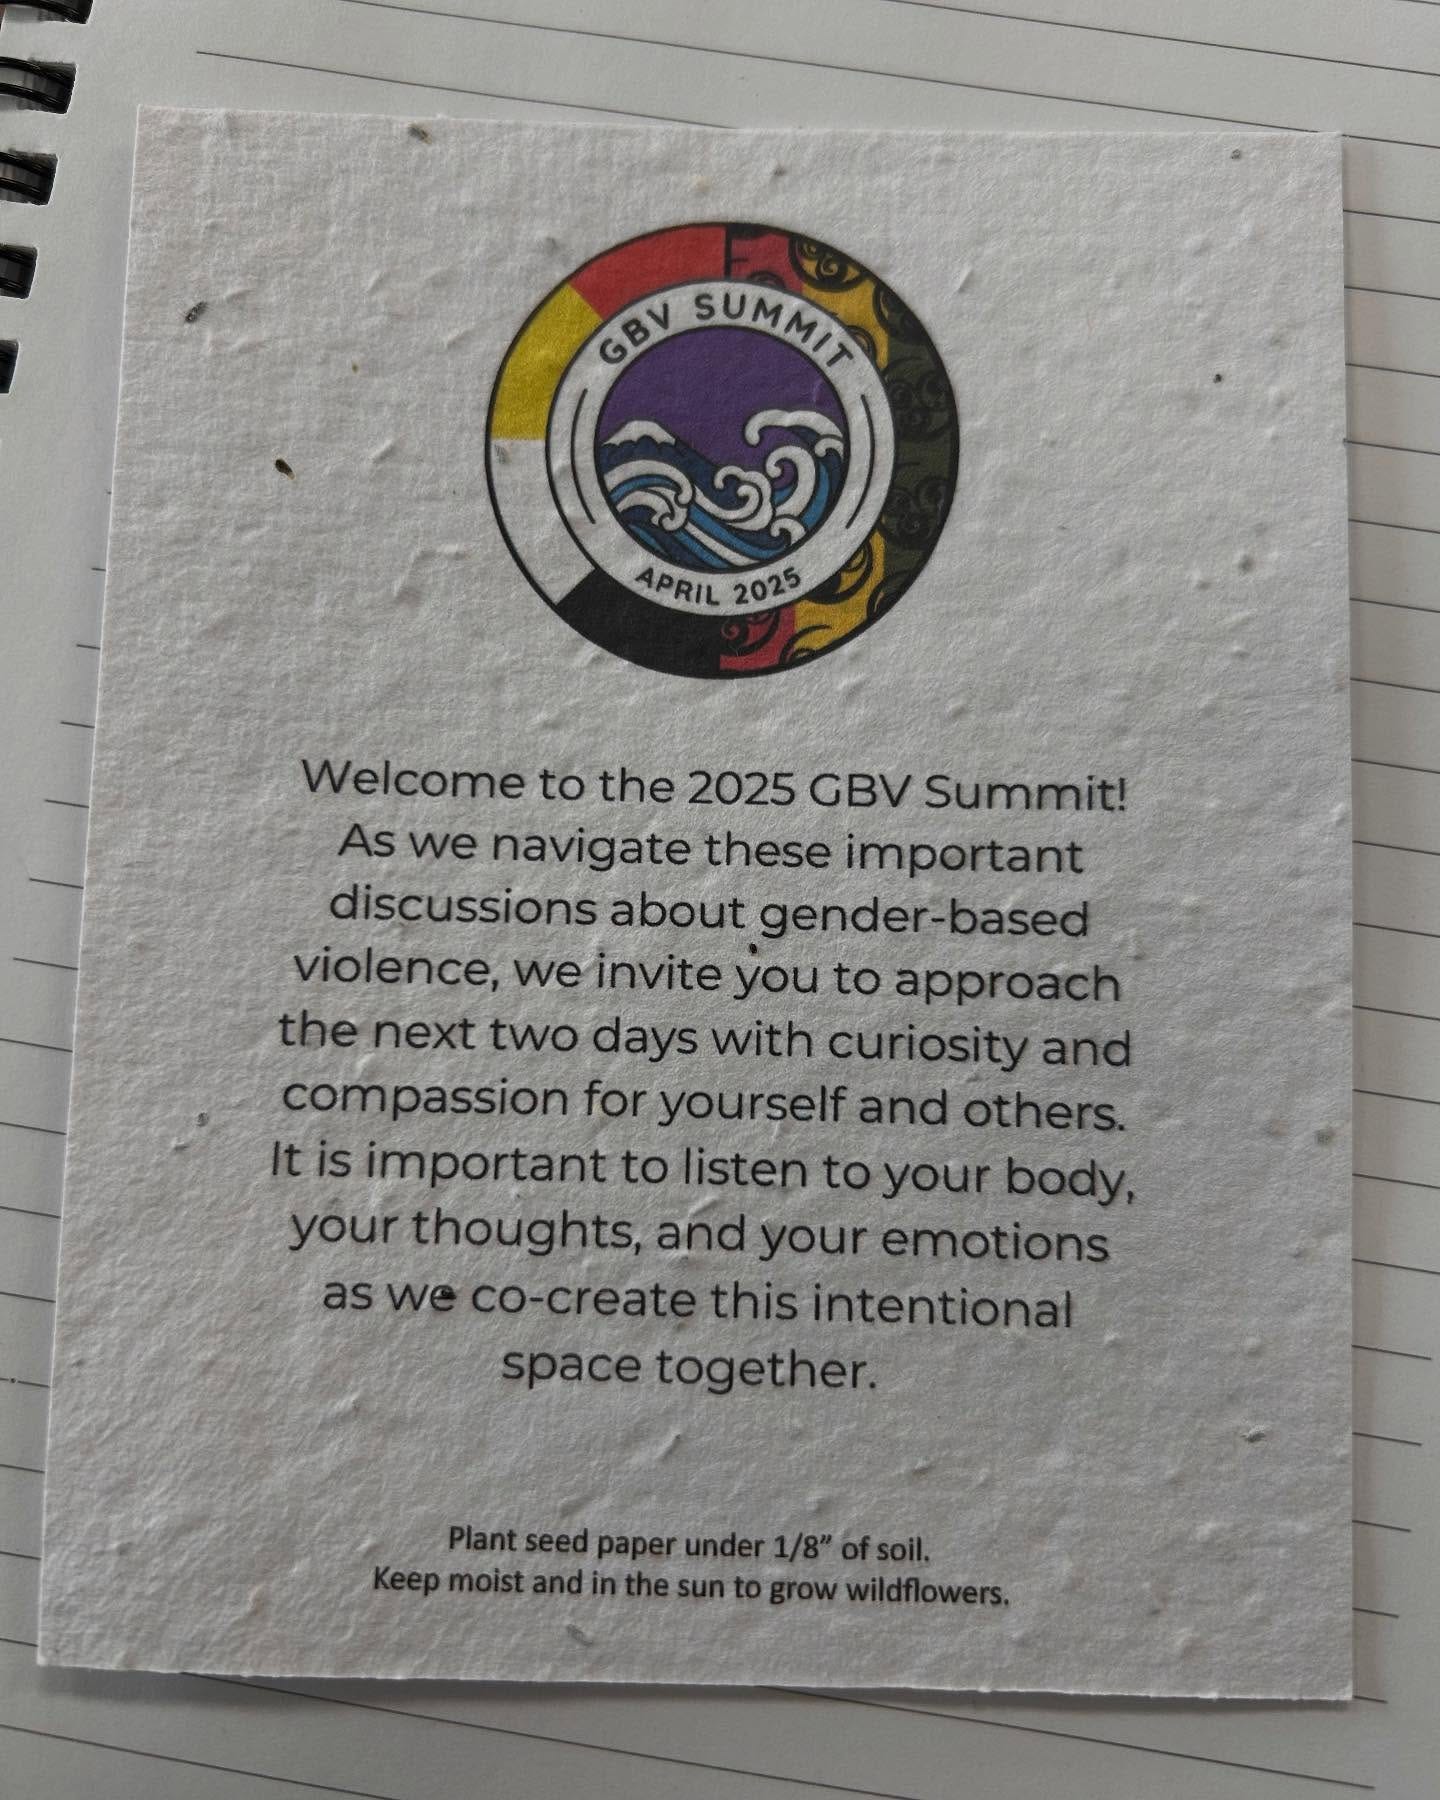 GBV SUMMIT
APRIL 2025
Welcome to the 2025 GBV Summit!
As we navigate these important
discussions about gender-based
violence, we invite you to approach
the next two days with curiosity and
compassion for yourself and others.
It is important to listen to your body,
your thoughts, and your emotions
as we co-create this intentional
space together.
Plant seed paper under 1/8” of soil.
Keep moist and in the sun to grow wildflowers.